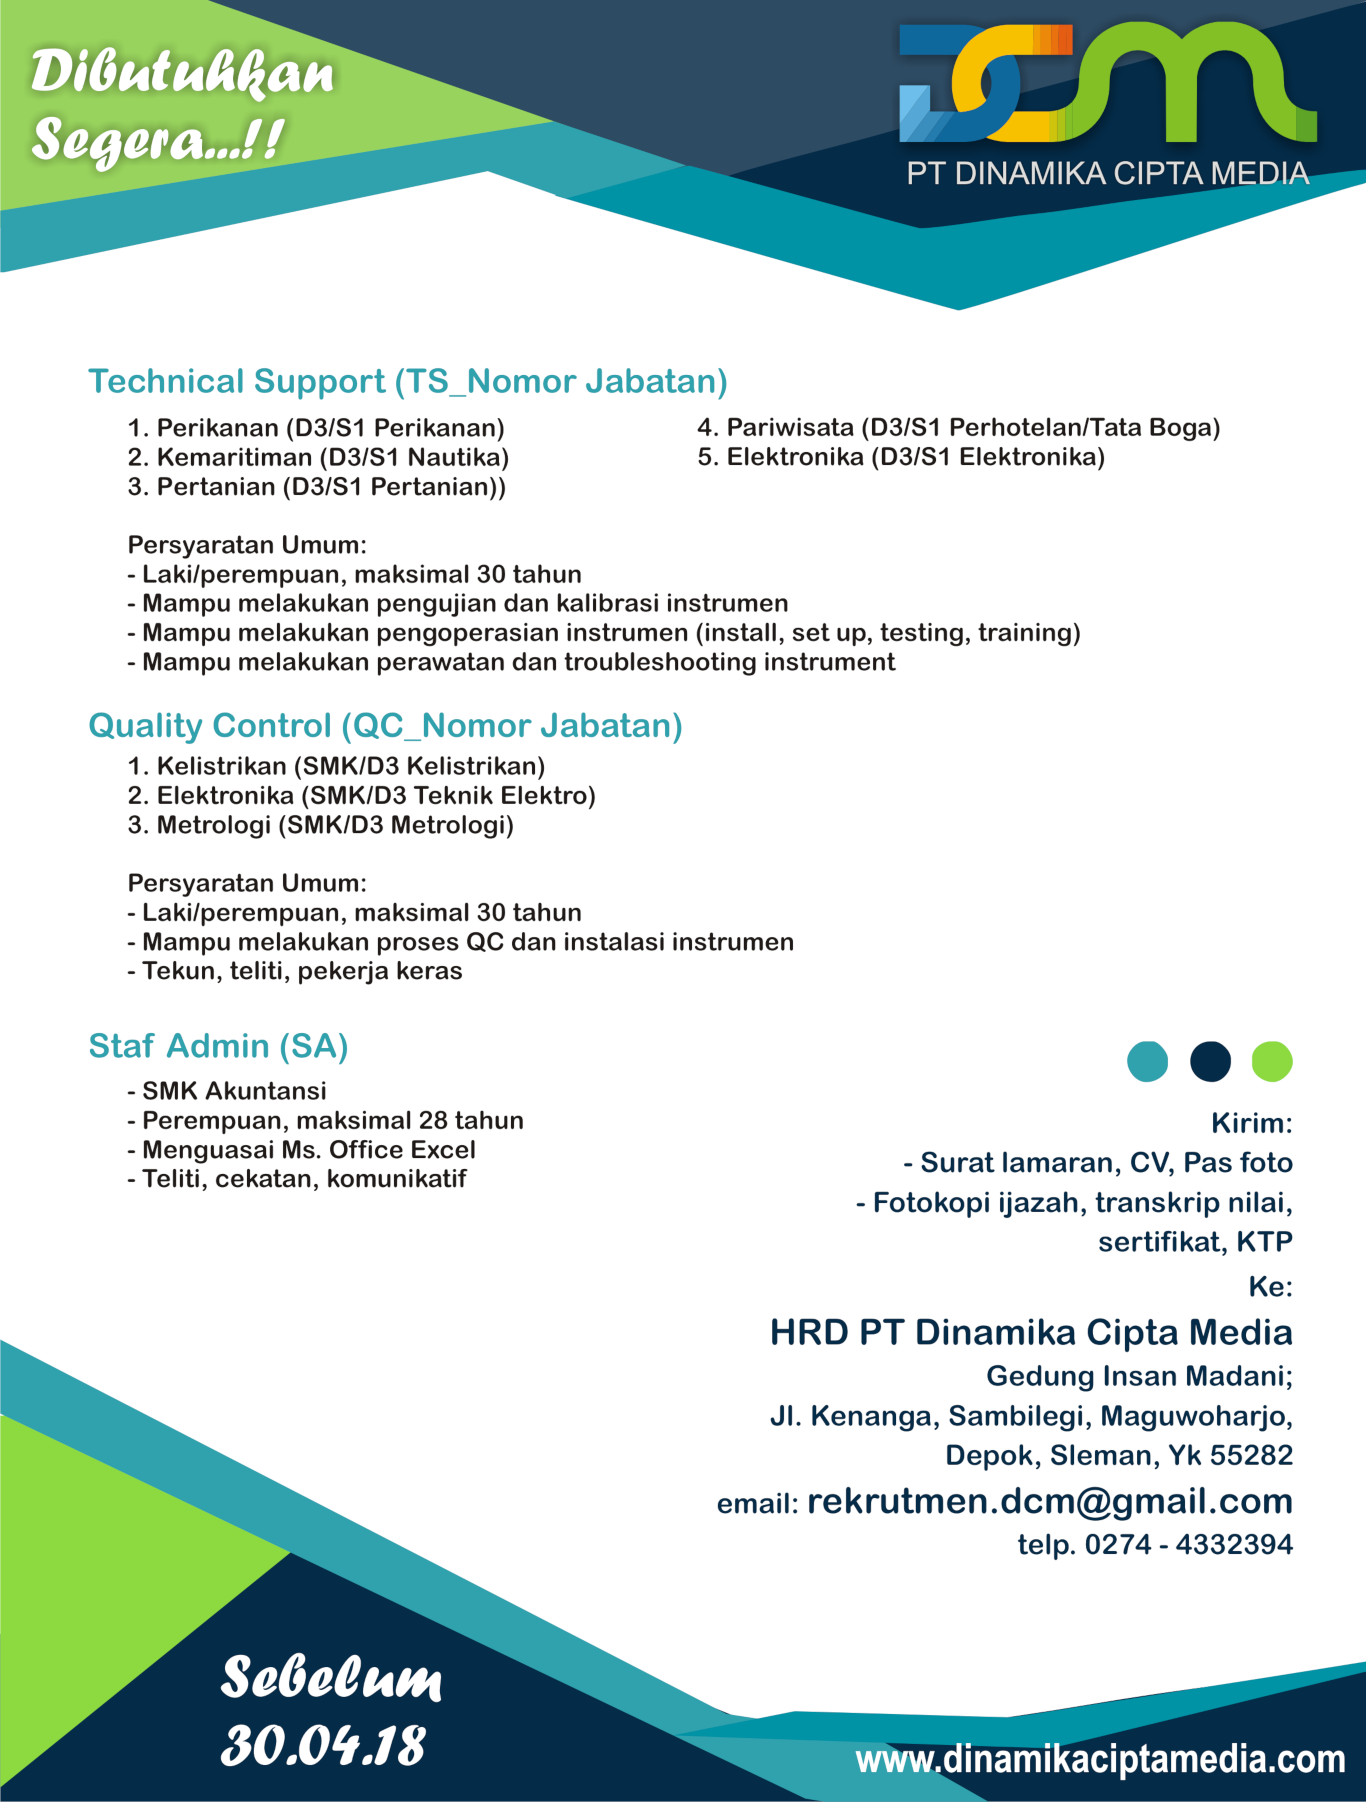 Dibutuhkan
Segera...!!
DCM
PT DINAMIKA CIPTA MEDIA
Technical Support (TS_Nomor Jabatan)
1. Perikanan (D3/S1 Perikanan)
2. Kemaritiman (D3/S1 Nautika)
3. Pertanian (D3/S1 Pertanian))
4. Pariwisata (D3/S1 Perhotelan/Tata Boga)
5. Elektronika (D3/S1 Elektronika)
Persyaratan Umum:
- Laki/perempuan, maksimal 30 tahun
- Mampu melakukan pengujian dan kalibrasi instrumen
- Mampu melakukan pengoperasian instrumen (install, set up, testing, training)
- Mampu melakukan perawatan dan troubleshooting instrument
Quality Control (QC_Nomor Jabatan)
1. Kelistrikan (SMK/D3 Kelistrikan)
2. Elektronika (SMK/D3 Teknik Elektro)
3. Metrologi (SMK/D3 Metrologi)
Persyaratan Umum:
- Laki/perempuan, maksimal 30 tahun
- Mampu melakukan proses QC dan instalasi instrumen
- Tekun, teliti, pekerja keras
Staf Admin (SA)
- SMK Akuntansi
- Perempuan, maksimal 28 tahun
- Menguasai Ms. Office Excel
- Teliti, cekatan, komunikatif
Kirim:
- Surat lamaran, CV, Pas foto
- Fotokopi ijazah, transkrip nilai,
sertifikat, KTP
Ke:
HRD PT Dinamika Cipta Media
Gedung Insan Madani;
Jl. Kenanga, Sambilegi, Maguwoharjo,
Depok, Sleman, Yk 55282
email: rekrutmen.dcm@gmail.com
telp. 0274 - 4332394
Sebelum
30.04.18
www.dinamikaciptamedia.com